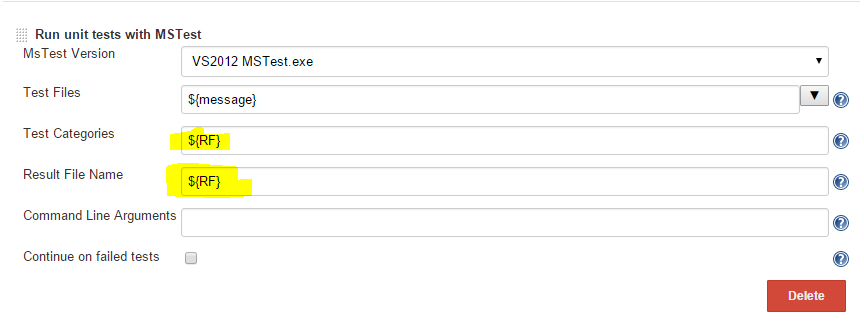 Run unit tests with MSTest
MsTest Version
VS2012 MSTest.exe
Test Files
${message}
Test Categories
${RF}
Result File Name
${RF}
Command Line Arguments
Continue on failed tests
Delete